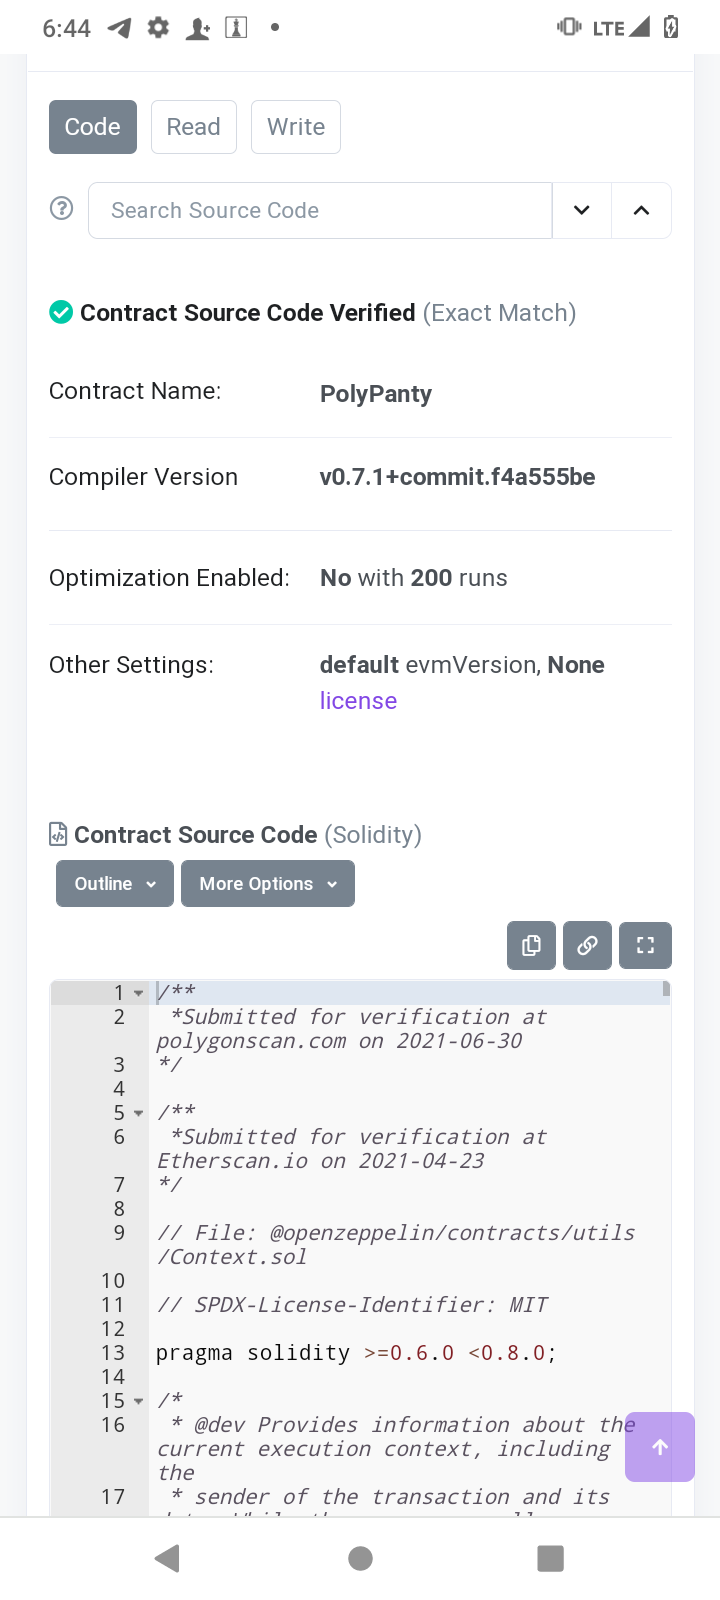 6:44 LTE
Code Read Write
Search Source Code
Contract Source Code Verified (Exact Match)
Contract Name: PolyPanty
Compiler Version v0.7.1+commit.f4a555be
Optimization Enabled: No with 200 runs
Other Settings: default evmVersion, None
license
Contract Source Code (Solidity)
Outline More Options
1 /**
2 *Submitted for verification at
polygonscan.com on 2021-06-30
3 */
4
5 /**
6 *Submitted for verification at
Etherscan.io on 2021-04-23
7 */
8
9 // File: @openzeppelin/contracts/utils
/Context.sol
10
11 // SPDX-License-Identifier: MIT
12
13 pragma solidity >=0.6.0 <0.8.0;
14
15 /*
16 * @dev Provides information about the
current execution context, including
the
17 * sender of the transaction and its